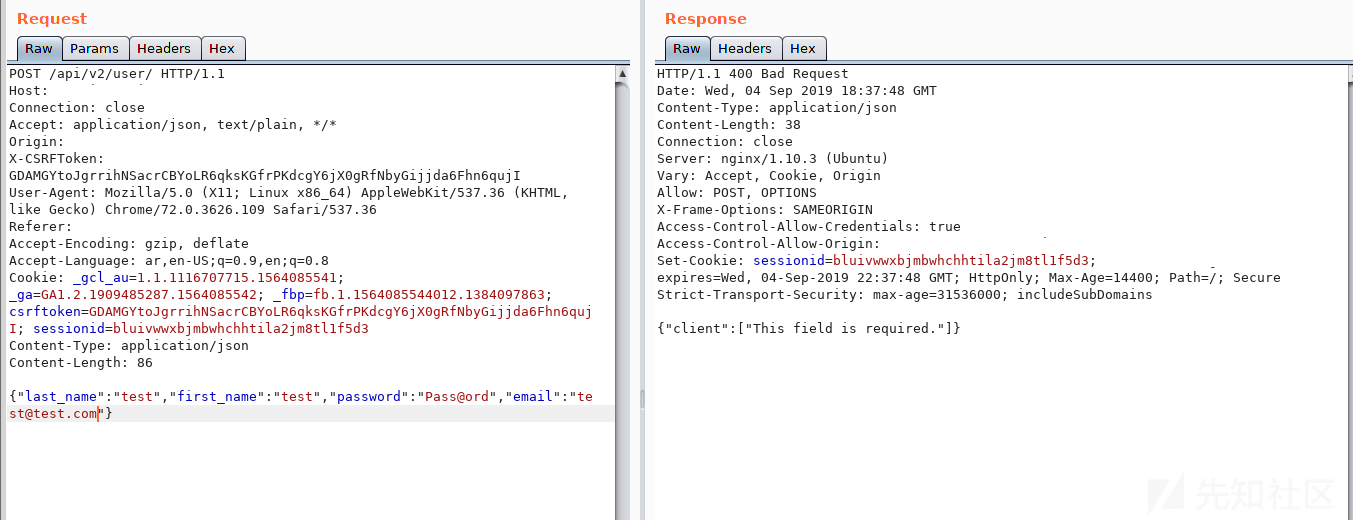 Request
Raw Params Headers Hex
POST /api/v2/user/ HTTP/1.1
Host:
Connection: close
Accept: application/json, text/plain, */*
Origin:
X-CSRFToken:
GDAMGYtoJgrrihNSacrCBYoLR6qksKGfrPKdcgY6jX0gRfNbyGijjda6Fhn6qujI
User-Agent: Mozilla/5.0 (X11; Linux x86_64) AppleWebKit/537.36 (KHTML,
like Gecko) Chrome/72.0.3626.109 Safari/537.36
Referer:
Accept-Encoding: gzip, deflate
Accept-Language: ar,en-US;q=0.9,en;q=0.8
Cookie: _gcl_au=1.1.1116707715.1564085541;
_ga=GA1.2.1909485287.1564085542; _fbp=fb.1.1564085544012.1384097863;
csrftoken=GDAMGYtoJgrrihNSacrCBYoLR6qksKGfrPKdcgY6jX0gRfNbyGijjda6Fhn6quj
I; sessionid=bluivwwxbjmbwhchhtila2jm8tl1f5d3
Content-Type: application/json
Content-Length: 86
{"last_name":"test","first_name":"test","password":"Pass@ord","email":"te
st@test.com"}
Response
Raw Headers Hex
HTTP/1.1 400 Bad Request
Date: Wed, 04 Sep 2019 18:37:48 GMT
Content-Type: application/json
Content-Length: 38
Connection: close
Server: nginx/1.10.3 (Ubuntu)
Vary: Accept, Cookie, Origin
Allow: POST, OPTIONS
X-Frame-Options: SAMEORIGIN
Access-Control-Allow-Credentials: true
Access-Control-Allow-Origin:
Set-Cookie: sessionid=bluivwwxbjmbwhchhtila2jm8tl1f5d3;
expires=Wed, 04-Sep-2019 22:37:48 GMT; HttpOnly; Max-Age=14400; Path=/; Secure
Strict-Transport-Security: max-age=31536000; includeSubDomains
{"client":["This field is required."]}
先知社区